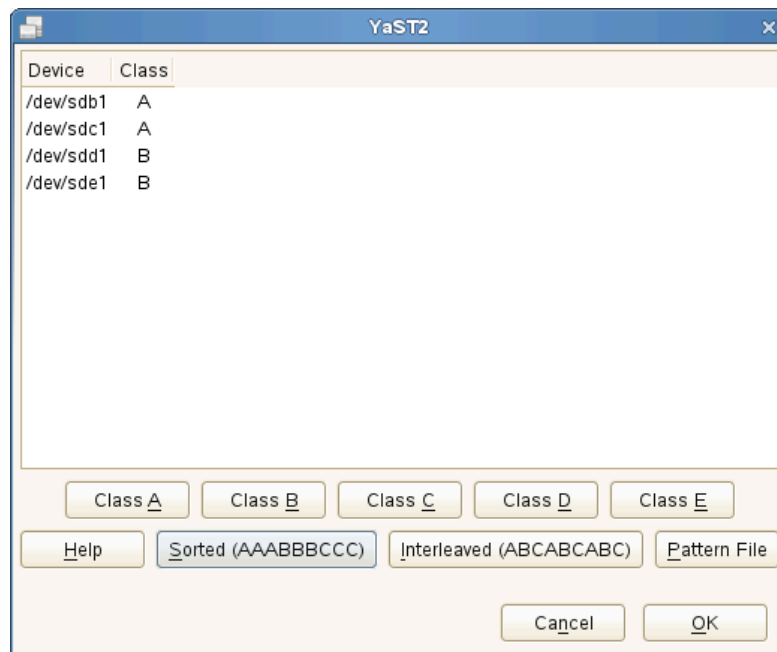 YaST2
Device Class
/dev/sdb1 A
/dev/sdc1 A
/dev/sdd1 B
/dev/sde1 B
Class A Class B Class C Class D Class E
Help Sorted (AAABBBCCC) Interleaved (ABCABCABC) Pattern File
Cancel OK